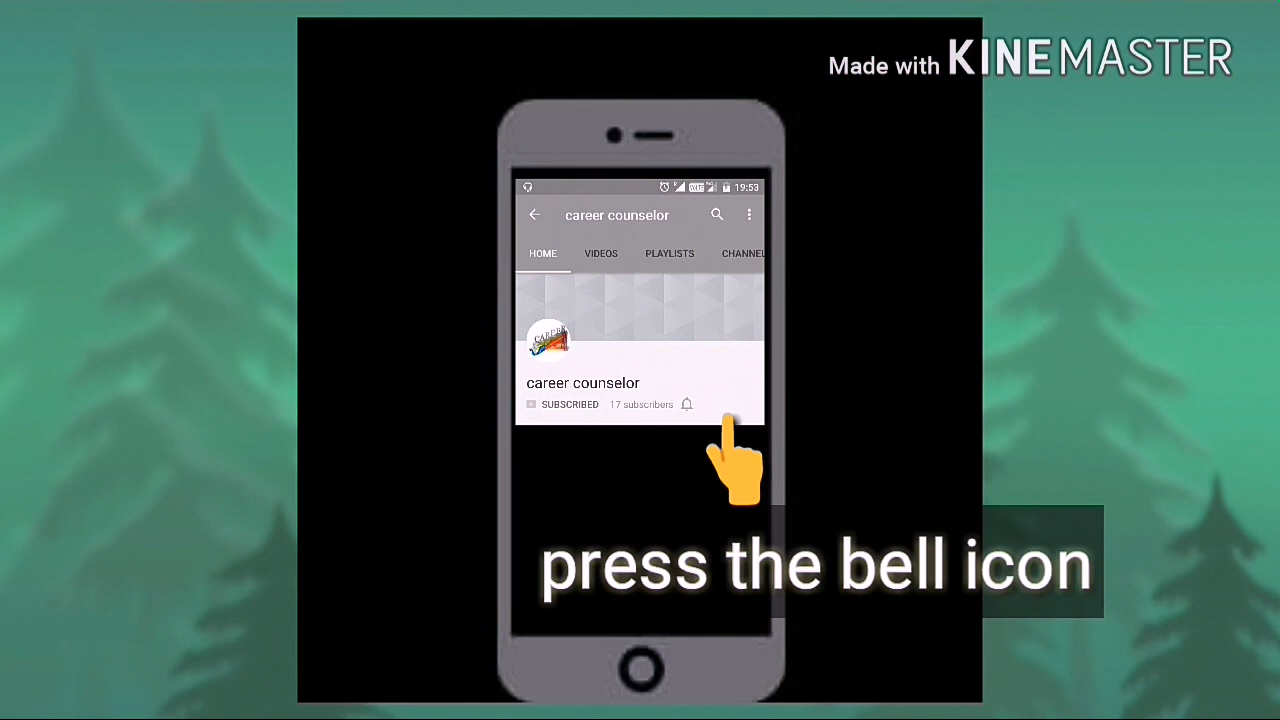 Made with KINEMASTER
19:53
career counselor
HOME VIDEOS PLAYLISTS CHANNEL
CAREER
career counselor
SUBSCRIBED 17 subscribers
press the bell icon